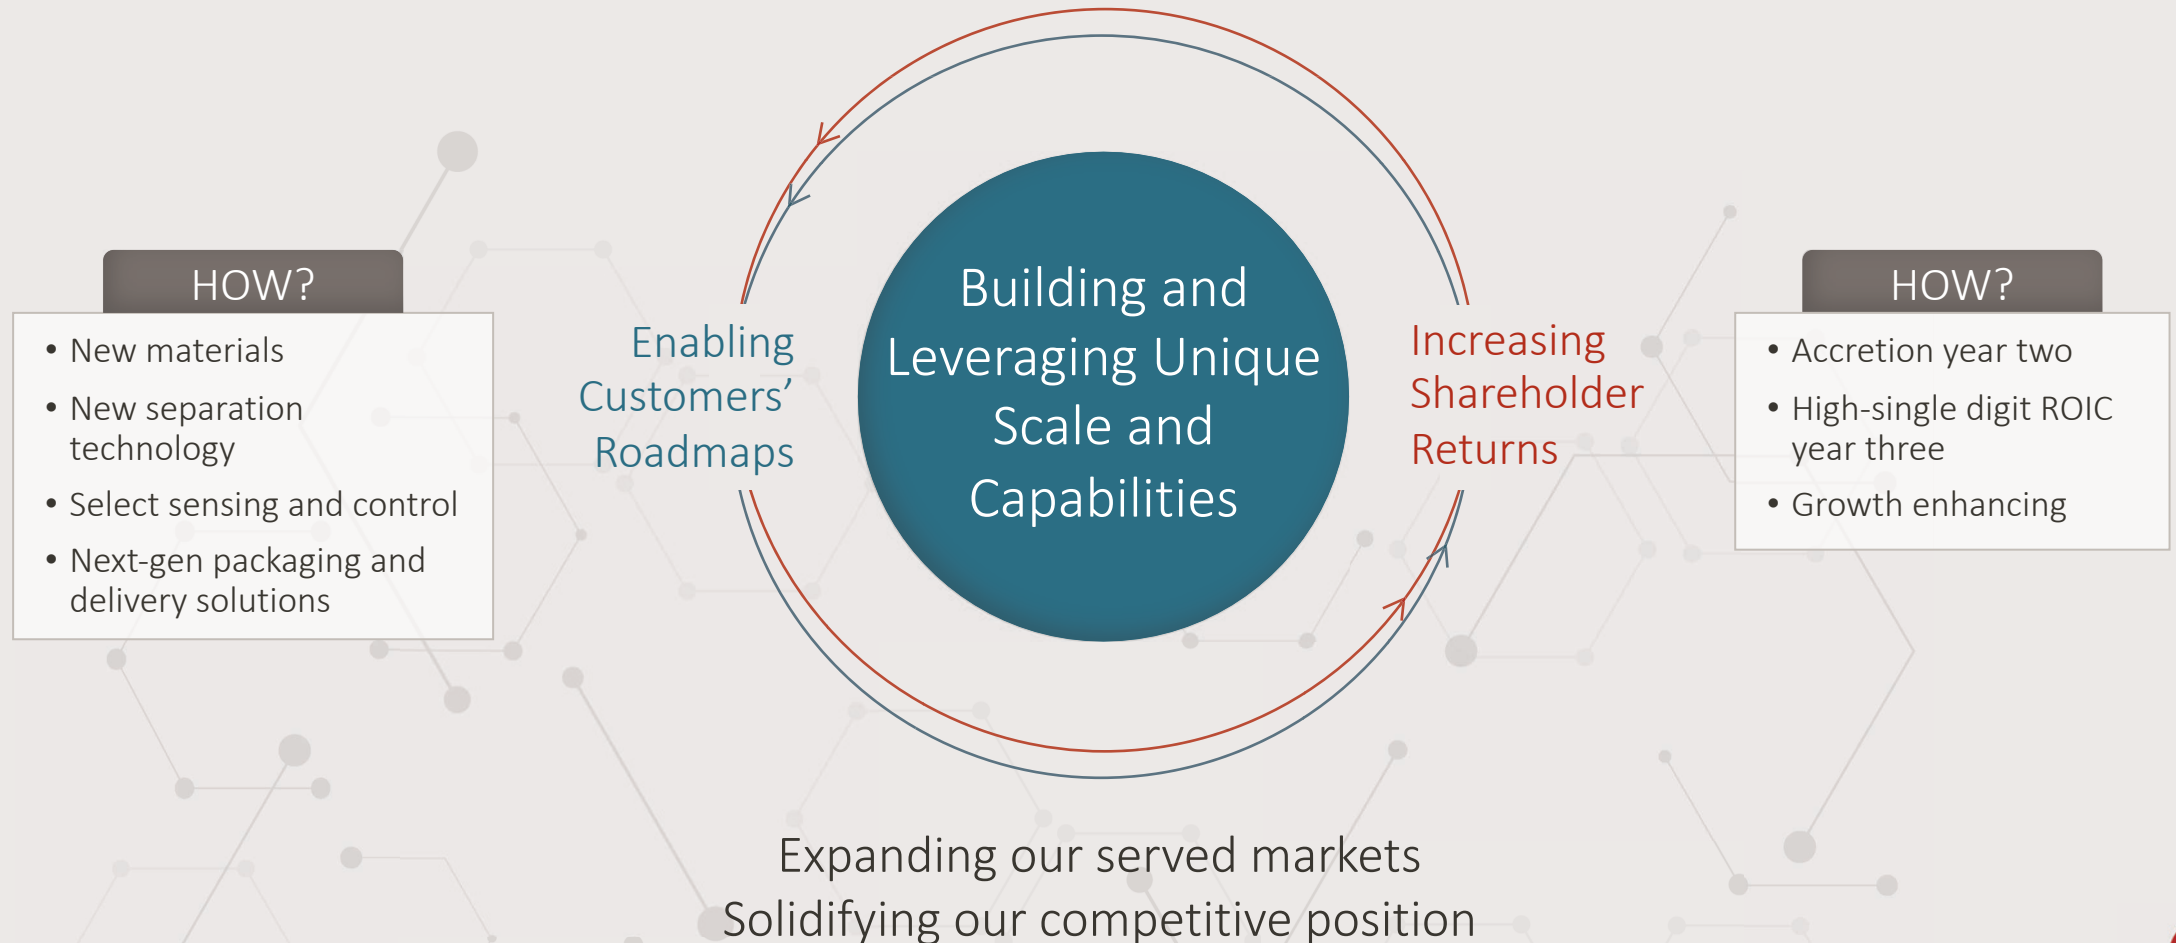 HOW?
• New materials
• New separation
technology
• Select sensing and control
• Next-gen packaging and
delivery solutions
Enabling
Customers’
Roadmaps
Building and
Leveraging Unique
Scale and
Capabilities
Increasing
Shareholder
Returns
HOW?
• Accretion year two
• High-single digit ROIC
year three
• Growth enhancing
Expanding our served markets
Solidifying our competitive position